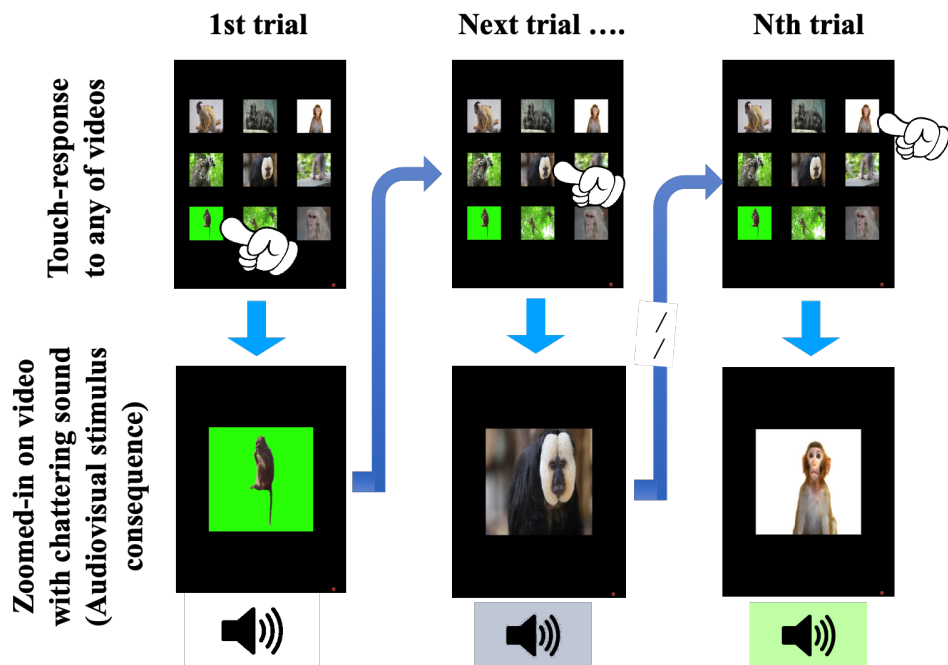 1st trial
Next trial ....
Nth trial
Touch-response
to any of videos
Zoomed-in on video
with chattering sound
(Audiovisual stimulus
consequence)